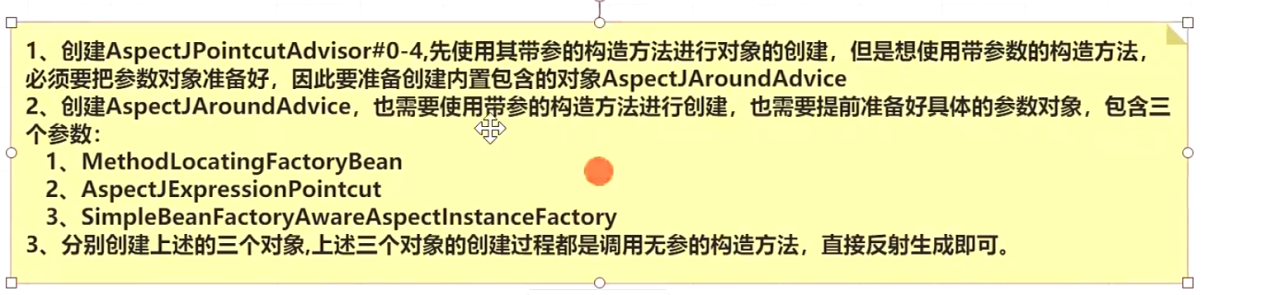 1、创建AspectJPointcutAdvisor#0-4,先使用其带参的构造方法进行对象的创建，但是想使用带参数的构造方法，
必须要把参数对象准备好，因此要准备创建内置包含的对象AspectJAroundAdvice
2、创建AspectJAroundAdvice，也需要使用带参的构造方法进行创建，也需要提前准备好具体的参数对象，包含三
个参数：
1、MethodLocatingFactoryBean
2、AspectJExpressionPointcut
3、SimpleBeanFactoryAwareAspectInstanceFactory
3、分别创建上述的三个对象,上述三个对象的创建过程都是调用无参的构造方法，直接反射生成即可。